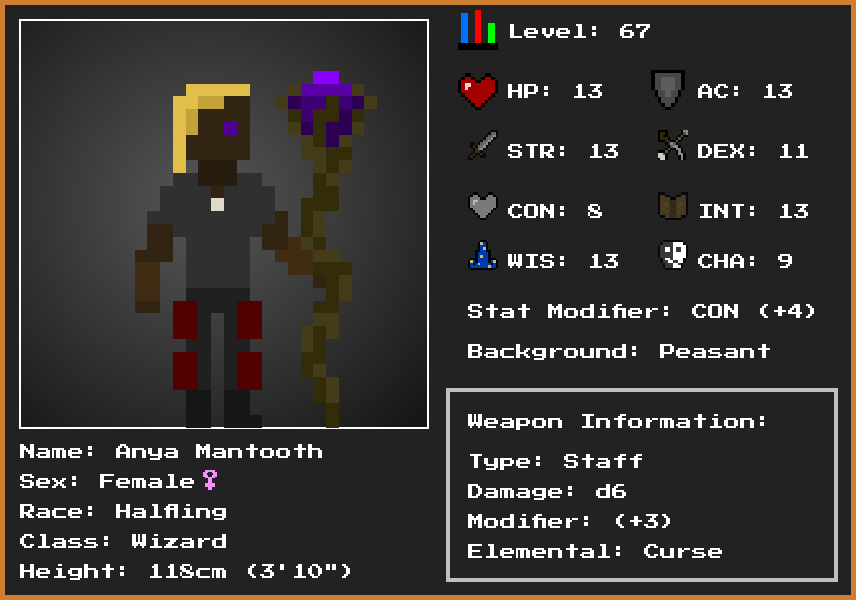 Level: 67
HP: 13 AC: 13
STR: 13 DEX: 11
CON: 8 INT: 13
WIS: 13 CHA: 9
Stat Modifier: CON (+4)
Background: Peasant
Weapon Information:
Type: Staff
Damage: d6
Modifier: (+3)
Elemental: Curse
Name: Anya Mantooth
Sex: Female♀
Race: Halfling
Class: Wizard
Height: 118cm (3'10")